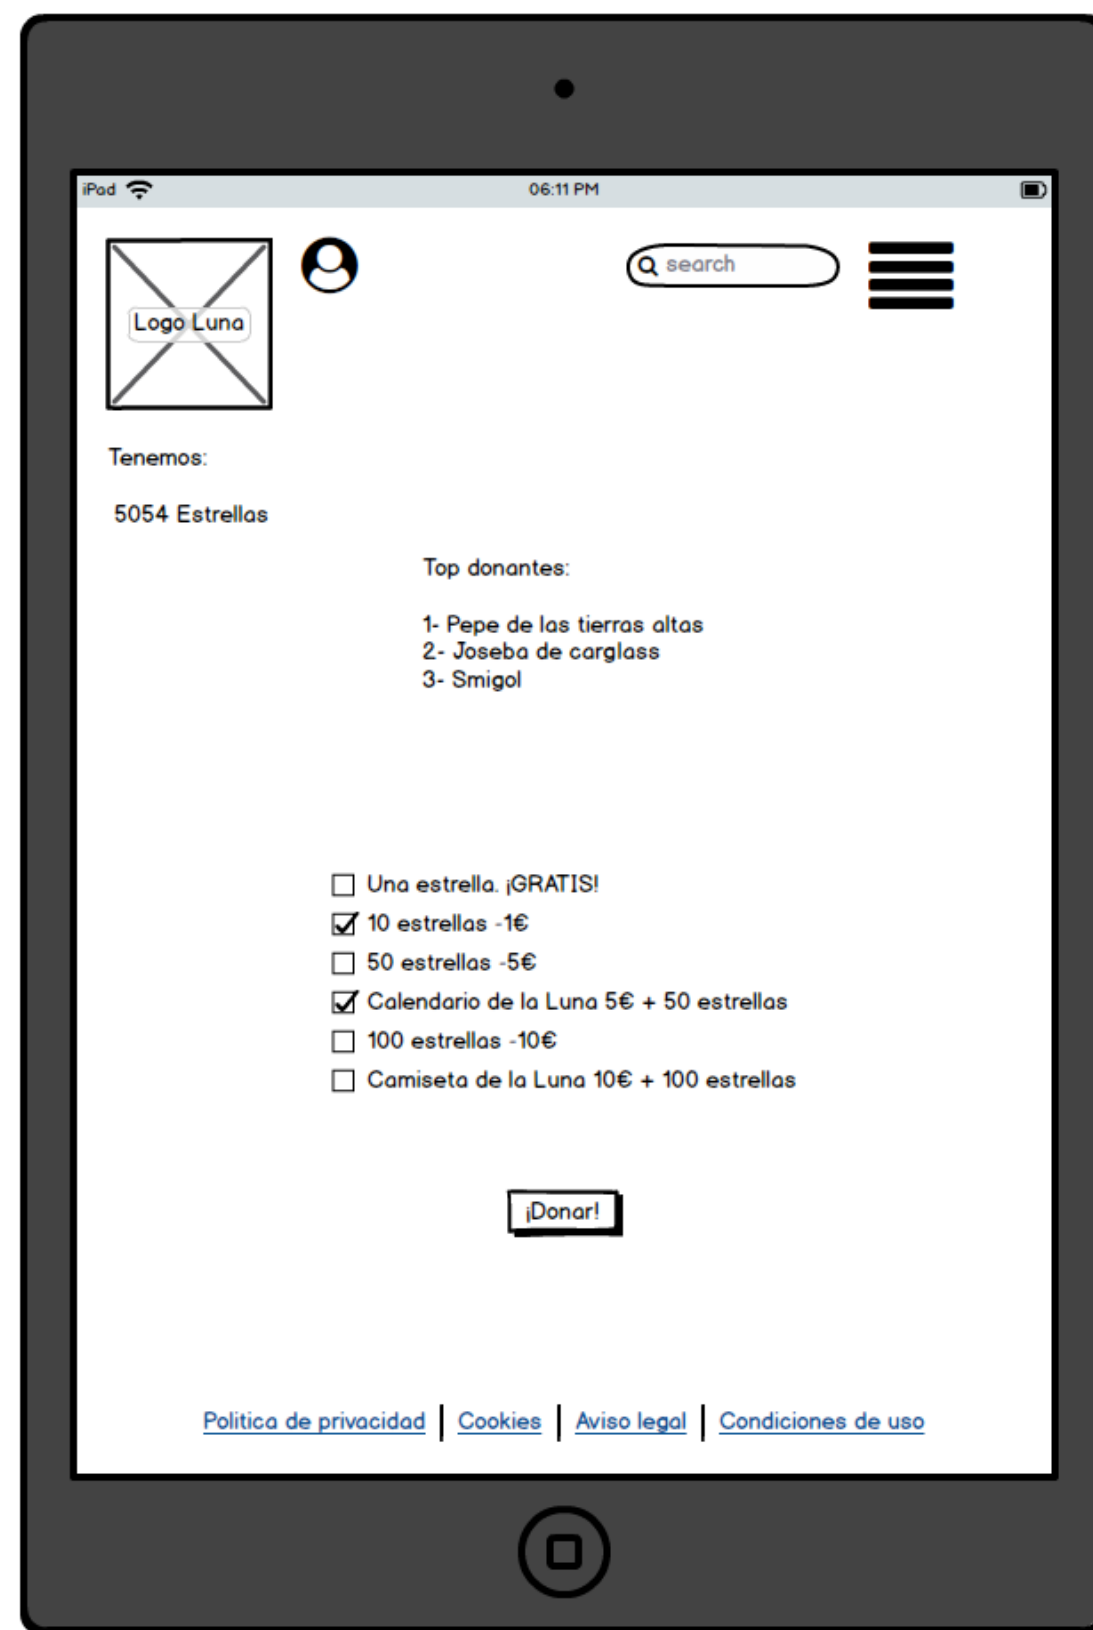 iPad
06:11 PM
search
Logo Luna
Tenemos:
5054 Estrellas
Top donantes:
1- Pepe de las tierras altas
2- Joseba de carglass
3- Smigol
Una estrella. ¡GRATIS!
10 estrellas -1€
50 estrellas -5€
Calendario de la Luna 5€ + 50 estrellas
100 estrellas -10€
Camiseta de la Luna 10€ + 100 estrellas
¡Donar!
Politica de privacidad | Cookies | Aviso legal | Condiciones de uso